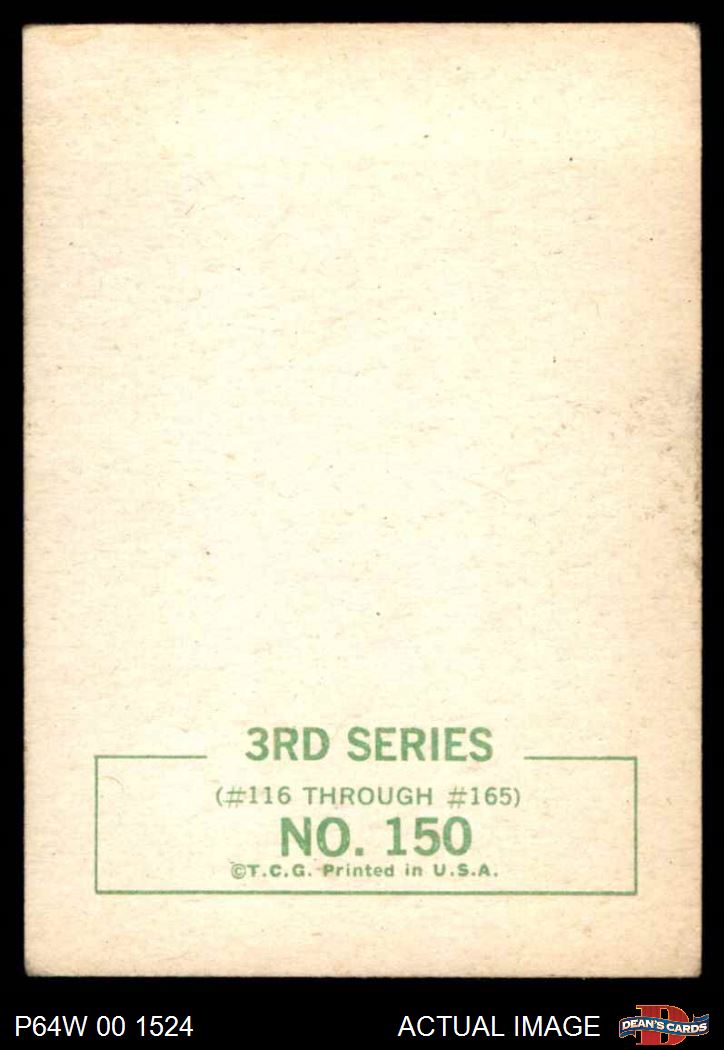 3RD SERIES
(#116 THROUGH #165)
NO. 150
©T.C.G. Printed in U.S.A.
P64W 00 1524
ACTUAL IMAGE
D
DEAN'S CARDS